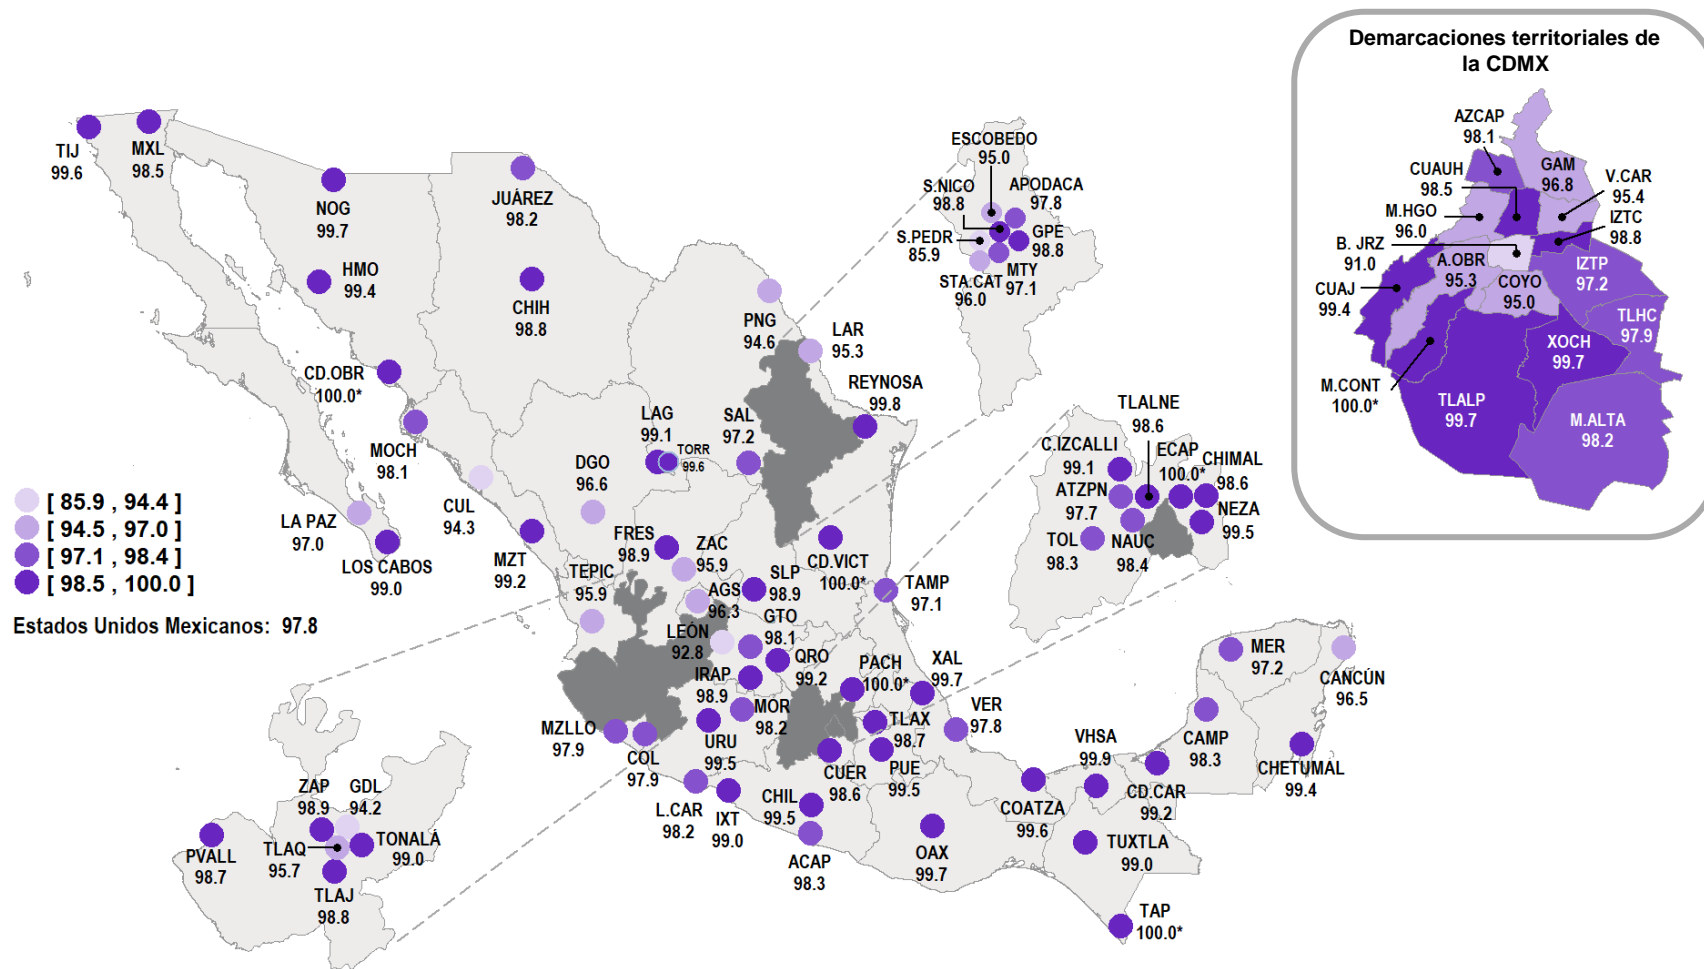 Demarcaciones territoriales de
la CDMX
AZCAP
98.1
CUAUH
98.5
GAM
96.8
V.CAR
95.4
M.HGO
96.0
IZTC
98.8
B. JRZ
91.0
A.OBR
95.3
IZTP
97.2
CUAJ
99.4
COYO
95.0
TLHC
97.9
XOCH
99.7
M.CONT
100.0*
TLALP
99.7
M.ALTA
98.2
TIJ
99.6
MXL
98.5
NOG
99.7
JUÁREZ
98.2
HMO
99.4
CHIH
98.8
CD.OBR
100.0*
MOCH
98.1
CUL
94.3
LA PAZ
97.0
LOS CABOS
99.0
MZT
99.2
DGO
96.6
LAG
99.1
TORR
99.6
SAL
97.2
PNG
94.6
LAR
95.3
REYNOSA
99.8
ESCOBEDO
95.0
S.NICO
98.8
APODACA
97.8
S.PEDR
85.9
GPE
98.8
MTY
97.1
STA.CAT
96.0
TLALNE
98.6
C.IZCALLI
99.1
ECAP
100.0*
CHIMAL
98.6
ATZPN
97.7
NEZA
99.5
TOL
98.3
NAUC
98.4
FRES
98.9
ZAC
95.9
TEPIC
95.9
AGS
96.3
SLP
98.9
CD.VICT
100.0*
TAMP
97.1
LEÓN
92.8
GTO
98.1
QRO
99.2
IRAP
98.9
MOR
98.2
PACH
100.0*
XAL
99.7
VER
97.8
MZLLO
97.9
COL
97.9
URU
99.5
TLAX
98.7
CUER
98.6
PUE
99.5
L.CAR
98.2
IXT
99.0
CHIL
99.5
ACAP
98.3
OAX
99.7
COATZA
99.6
VHSA
99.9
CD.CAR
99.2
CAMP
98.3
MER
97.2
CANCÚN
96.5
CHETUMAL
99.4
TUXTLA
99.0
TAP
100.0*
[ 85.9 , 94.4 ]
[ 94.5 , 97.0 ]
[ 97.1 , 98.4 ]
[ 98.5 , 100.0 ]
Estados Unidos Mexicanos: 97.8
ZAP
98.9
GDL
94.2
PVALL
98.7
TLAQ
95.7
TONALÁ
99.0
TLAJ
98.8